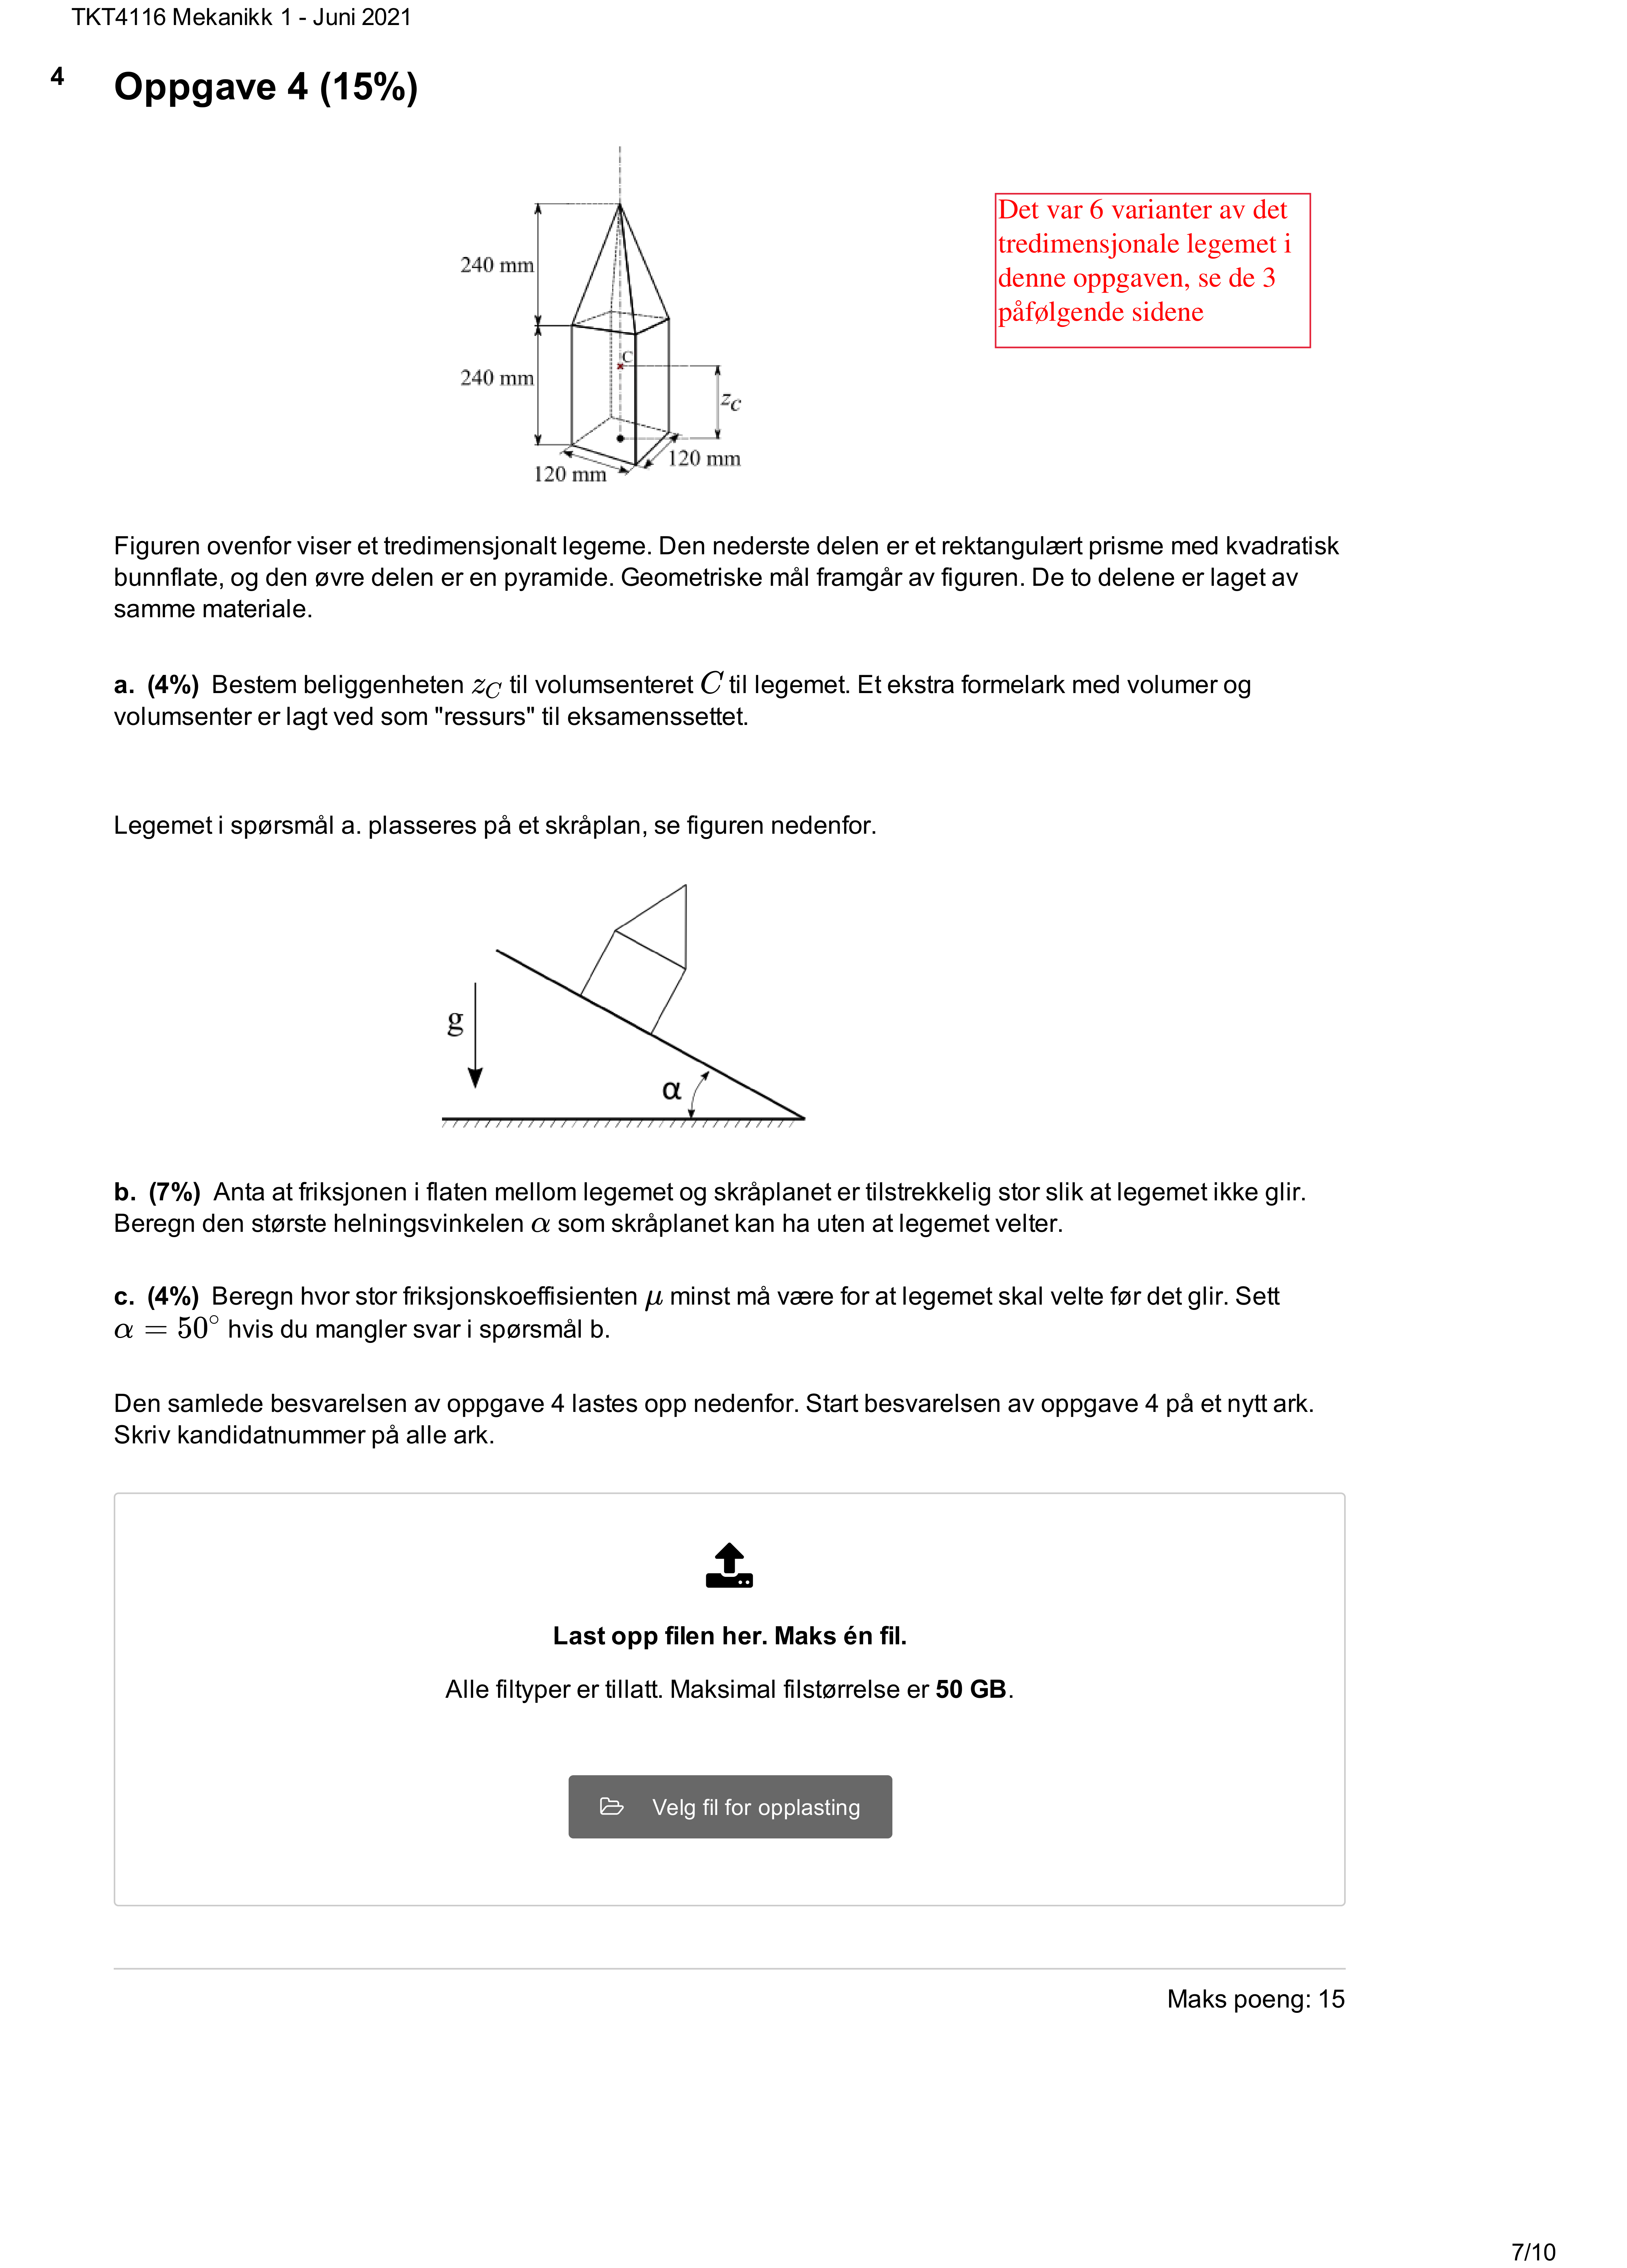 TKT4116 Mekanikk 1 - Juni 2021
4
Oppgave 4 (15%)
240 mm
240 mm
C
zC
120 mm
120 mm
Det var 6 varianter av det
tredimensjonale legemet i
denne oppgaven, se de 3
påfølgende sidene
Figuren ovenfor viser et tredimensjonalt legeme. Den nederste delen er et rektangulært prisme med kvadratisk
bunnflate, og den øvre delen er en pyramide. Geometriske mål framgår av figuren. De to delene er laget av
samme materiale.
a. (4%) Bestem beliggenheten zC til volumsenteret C til legemet. Et ekstra formelark med volumer og
volumsenter er lagt ved som "ressurs" til eksamenssettet.
Legemet i spørsmål a. plasseres på et skråplan, se figuren nedenfor.
g
α
b. (7%) Anta at friksjonen i flaten mellom legemet og skråplanet er tilstrekkelig stor slik at legemet ikke glir.
Beregn den største helningsvinkelen α som skråplanet kan ha uten at legemet velter.
c. (4%) Beregn hvor stor friksjonskoeffisienten μ minst må være for at legemet skal velte før det glir. Sett
α = 50° hvis du mangler svar i spørsmål b.
Den samlede besvarelsen av oppgave 4 lastes opp nedenfor. Start besvarelsen av oppgave 4 på et nytt ark.
Skriv kandidatnummer på alle ark.
Last opp filen her. Maks én fil.
Alle filtyper er tillatt. Maksimal filstørrelse er 50 GB.
Velg fil for opplasting
Maks poeng: 15
7/10